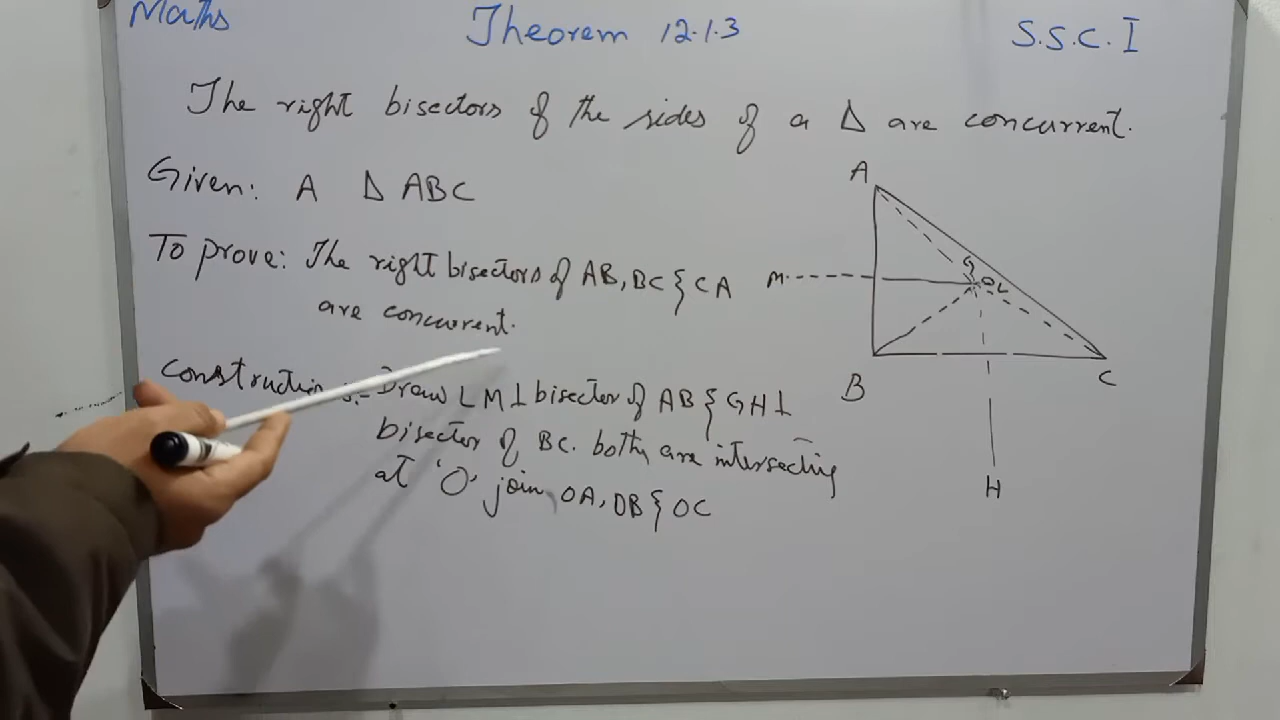 Maths Theorem 12.1.3 S.S.C. I
The right bisectors of the sides of a Δ are concurrent.
Given: A Δ ABC
To prove: The right bisectors of AB, BC & CA
are concurrent.
Construction:- Draw LM ⊥ bisector of AB & GH ⊥
bisector of BC. both are intersecting
at 'O' join OA, OB & OC
A
G
M
O L
B
C
H